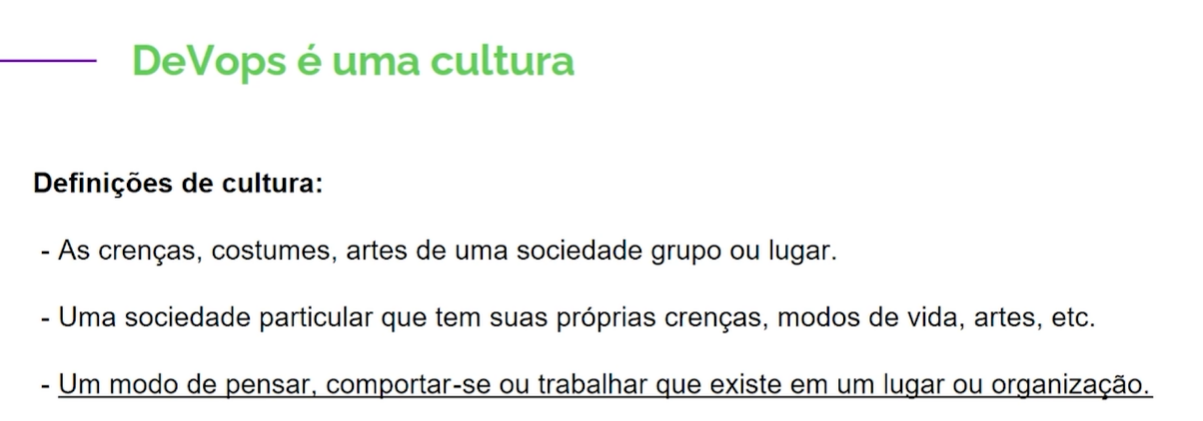 DeVops é uma cultura
Definições de cultura:
- As crenças, costumes, artes de uma sociedade grupo ou lugar.
- Uma sociedade particular que tem suas próprias crenças, modos de vida, artes, etc.
- Um modo de pensar, comportar-se ou trabalhar que existe em um lugar ou organização.